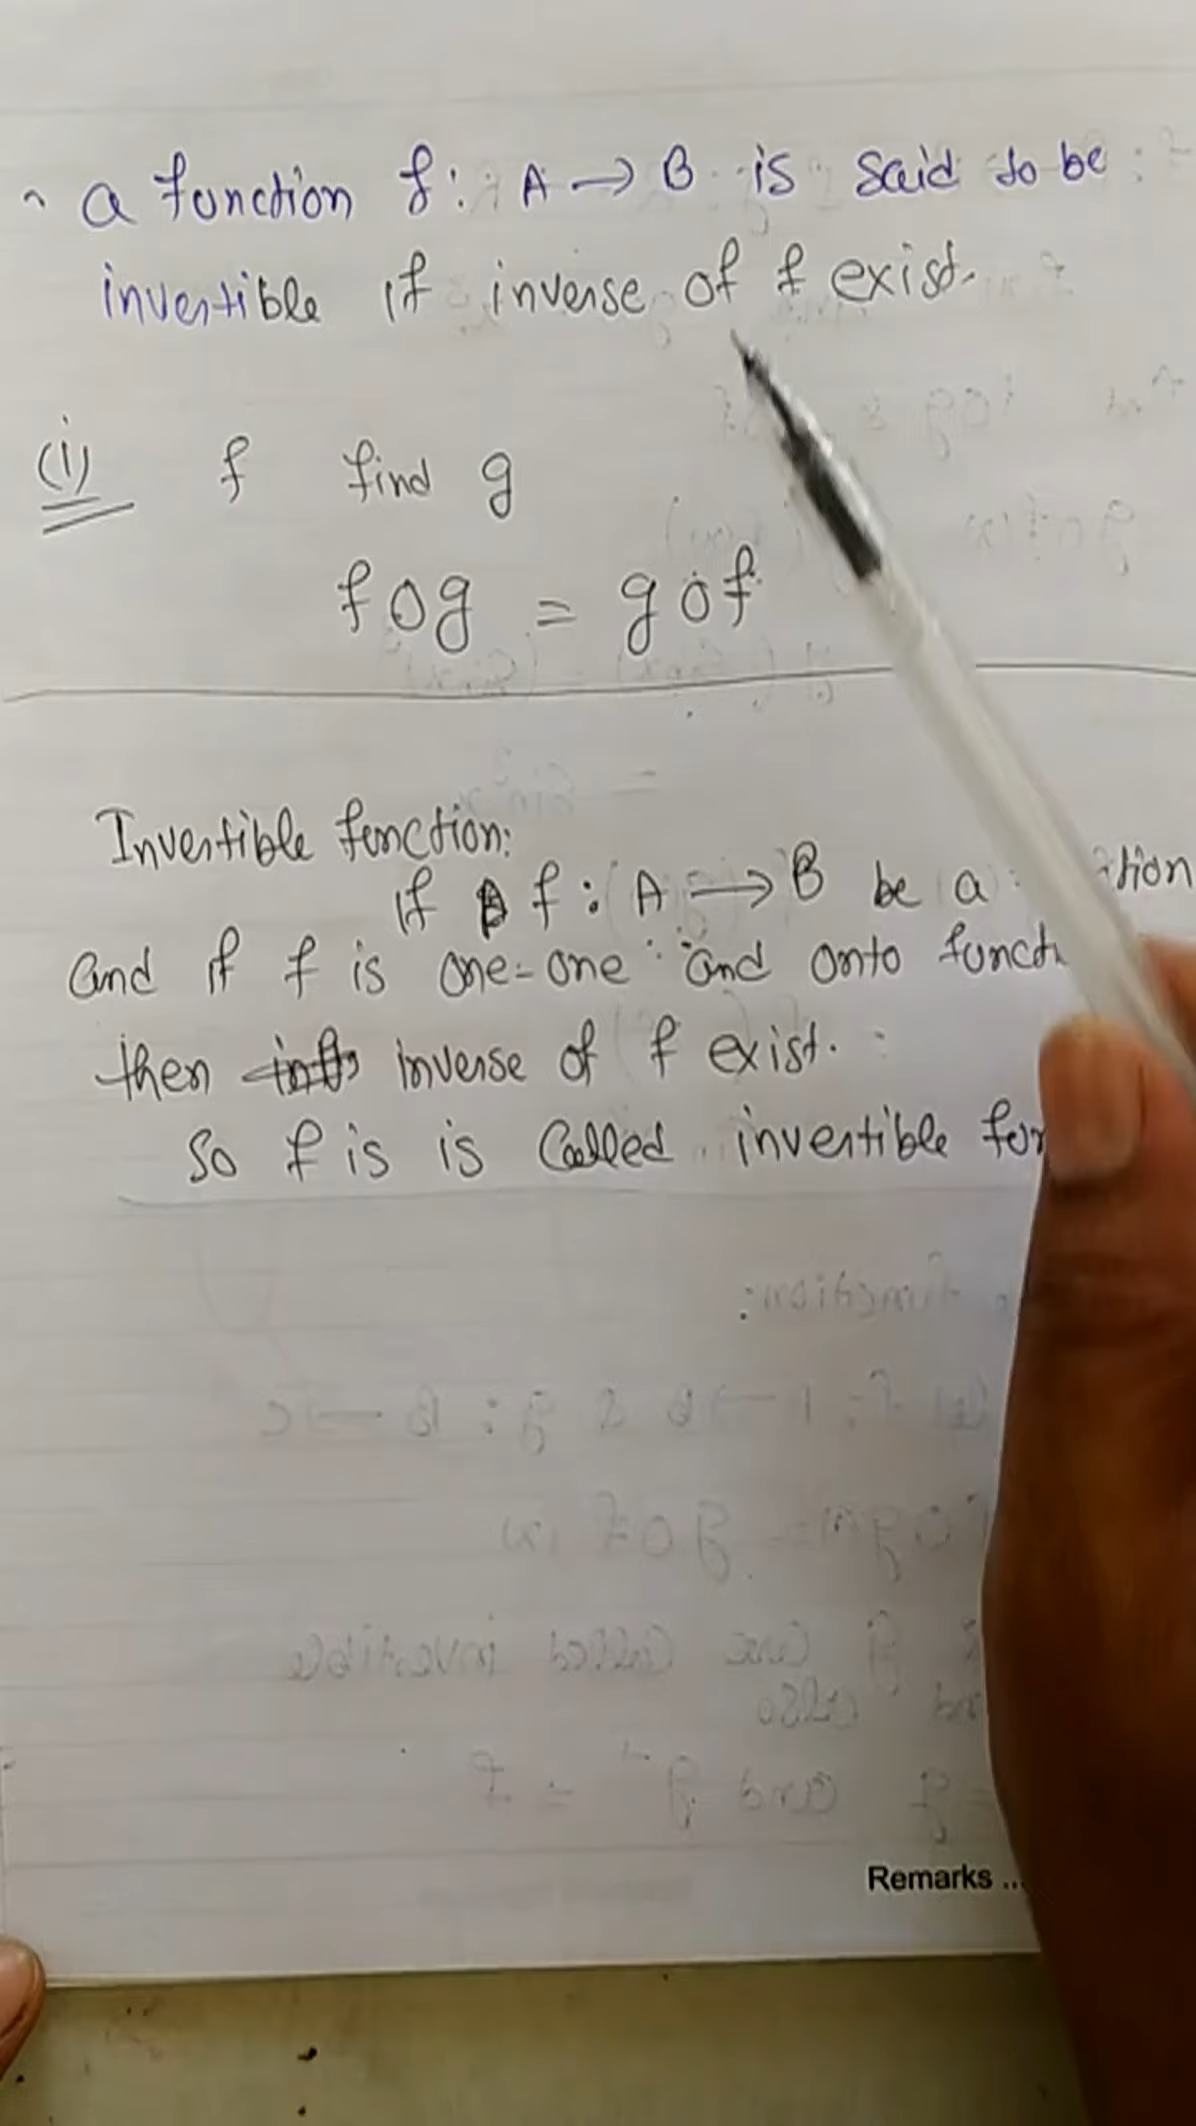 a function f : A → B is said to be
invertible if inverse of f exist.
(i) f find g
fog = gof
Invertible function:
If f : A → B be a
and if f is one-one and onto
then inverse of f exist.
So f is is called invertible
Remarks ...